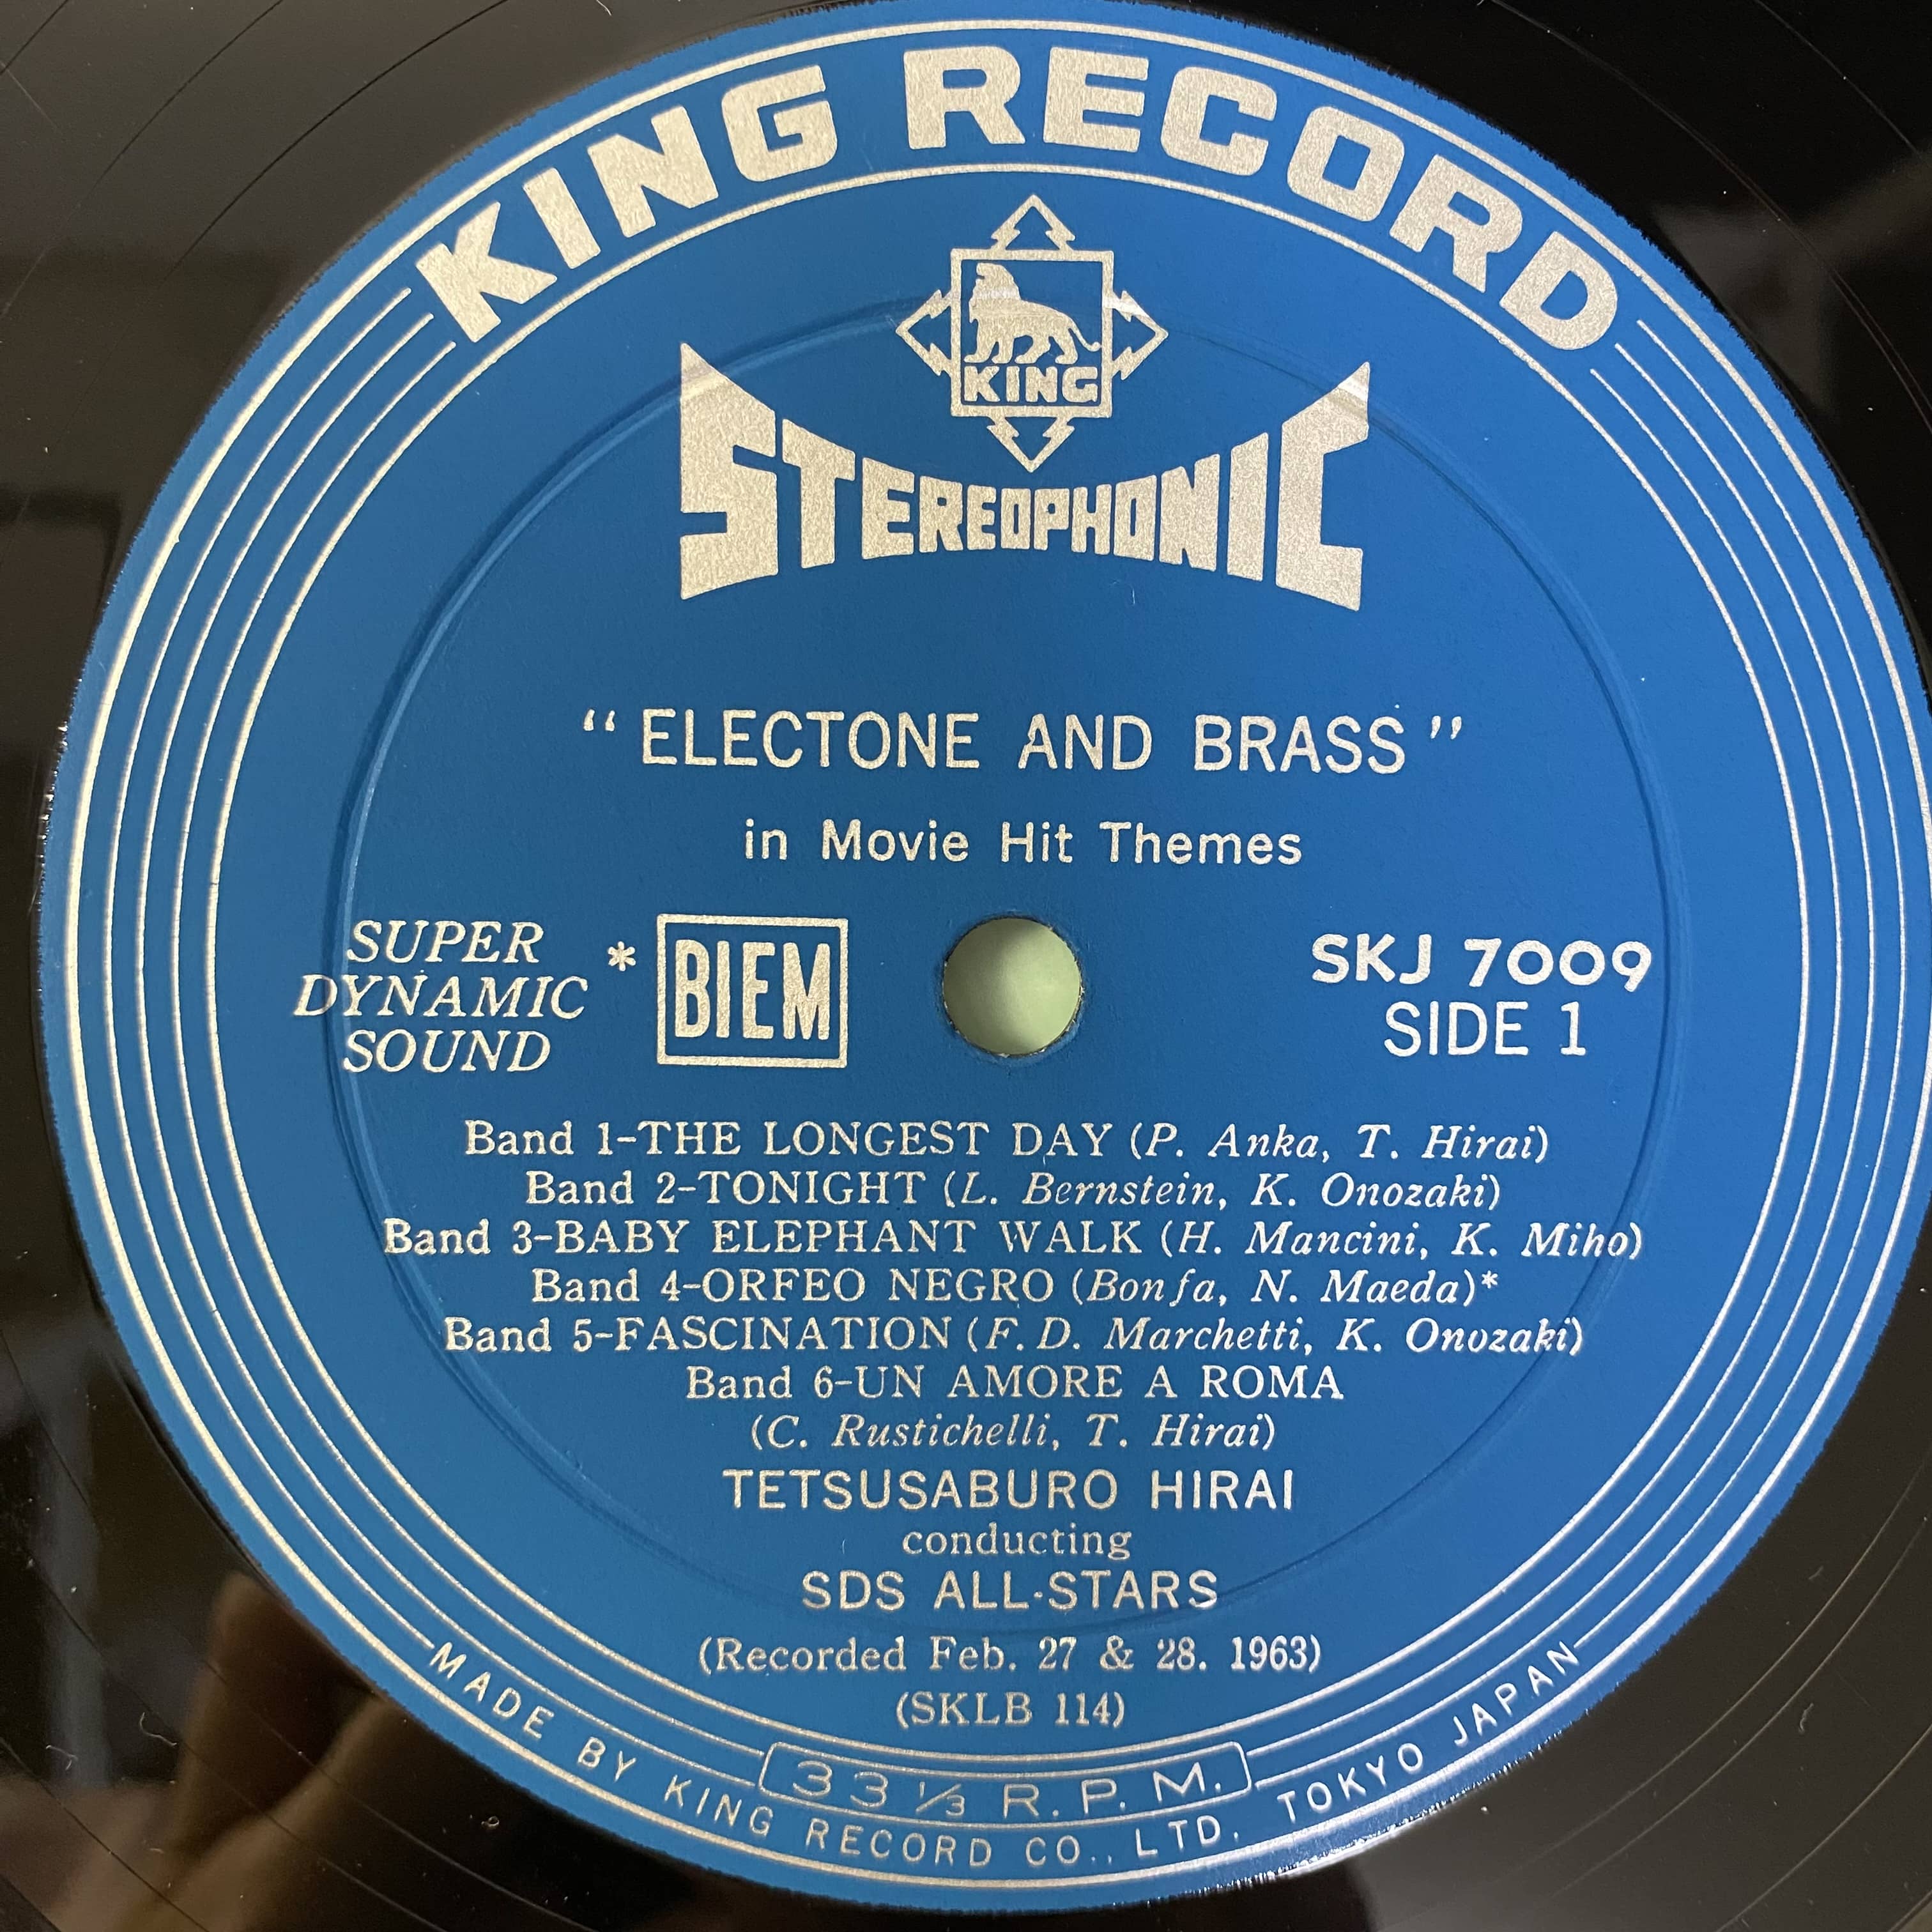 KING RECORD
KING
STEREOPHONIC
“ ELECTONE AND BRASS ”
in Movie Hit Themes
SUPER
DYNAMIC
SOUND
* BIEM
SKJ 7009
SIDE 1
Band 1-THE LONGEST DAY (P. Anka, T. Hirai)
Band 2-TONIGHT (L. Bernstein, K. Onozaki)
Band 3-BABY ELEPHANT WALK (H. Mancini, K. Miho)
Band 4-ORFEO NEGRO (Bonfa, N. Maeda)*
Band 5-FASCINATION (F. D. Marchetti, K. Onozaki)
Band 6-UN AMORE A ROMA
(C. Rustichelli, T. Hirai)
TETSUSABURO HIRAI
conducting
SDS ALL-STARS
(Recorded Feb. 27 & 28. 1963)
(SKLB 114)
33 1/3 R. P. M.
MADE BY KING RECORD CO., LTD. TOKYO JAPAN